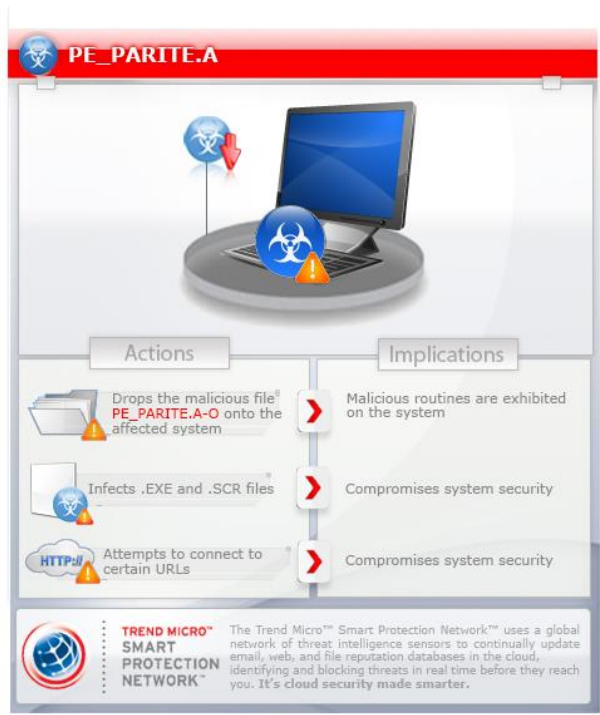 PE_PARITE.A
Actions
Implications
Drops the malicious file
PE_PARITE.A-O onto the
affected system
Malicious routines are exhibited
on the system
Infects .EXE and .SCR files
Compromises system security
HTTP://
Attempts to connect to
certain URLs
Compromises system security
TREND MICRO™
SMART
PROTECTION
NETWORK™
The Trend Micro™ Smart Protection Network™ uses a global
network of threat intelligence sensors to continually update
email, web, and file reputation databases in the cloud,
identifying and blocking threats in real time before they reach
you. It's cloud security made smarter.